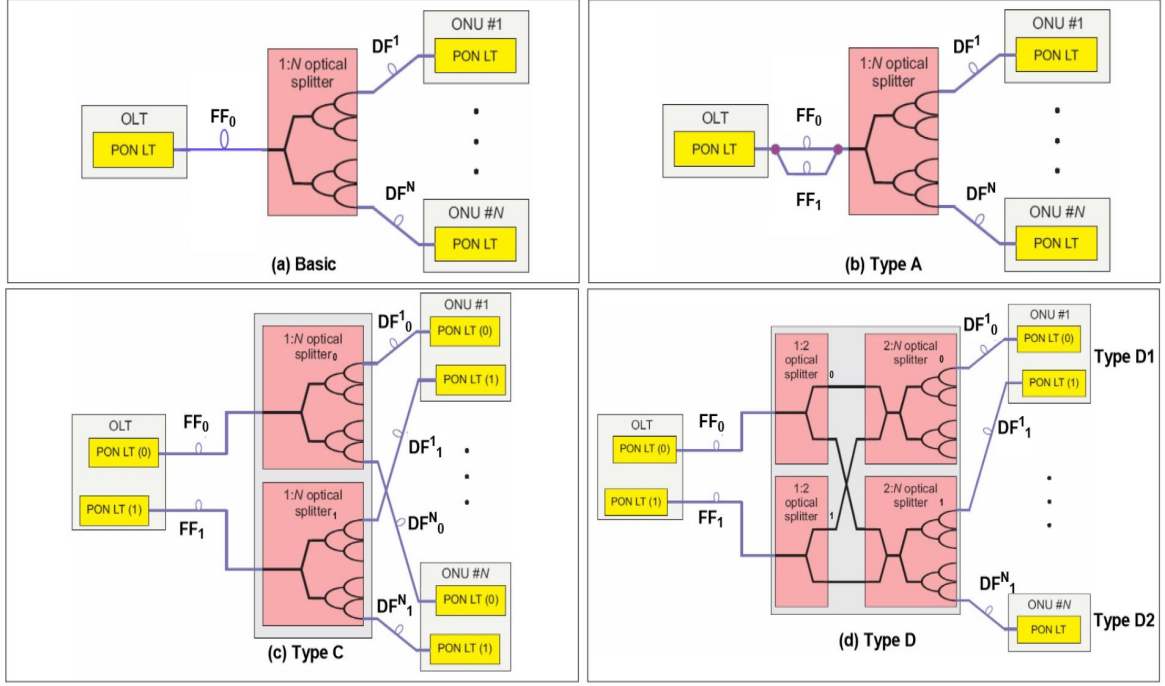 ONU #1
PON LT
DF¹
1:N optical
splitter
OLT
PON LT
FF₀
DFᴺ
ONU #N
PON LT
(a) Basic
ONU #1
PON LT
DF¹
1:N optical
splitter
OLT
PON LT
FF₀
FF₁
DFᴺ
ONU #N
PON LT
(b) Type A
ONU #1
PON LT (0)
PON LT (1)
DF¹₀
1:N optical
splitter₀
OLT
PON LT (0)
PON LT (1)
FF₀
FF₁
DF¹₁
1:N optical
splitter₁
DFᴺ₀
ONU #N
PON LT (0)
PON LT (1)
DFᴺ₁
(c) Type C
ONU #1
PON LT (0)
PON LT (1)
Type D1
DF¹₀
1:2
optical
splitter ₀
2:N optical
splitter ₀
OLT
PON LT (0)
PON LT (1)
FF₀
FF₁
DF¹₁
1:2
optical
splitter ₁
2:N optical
splitter ₁
DFᴺ₁
ONU #N
PON LT
Type D2
(d) Type D